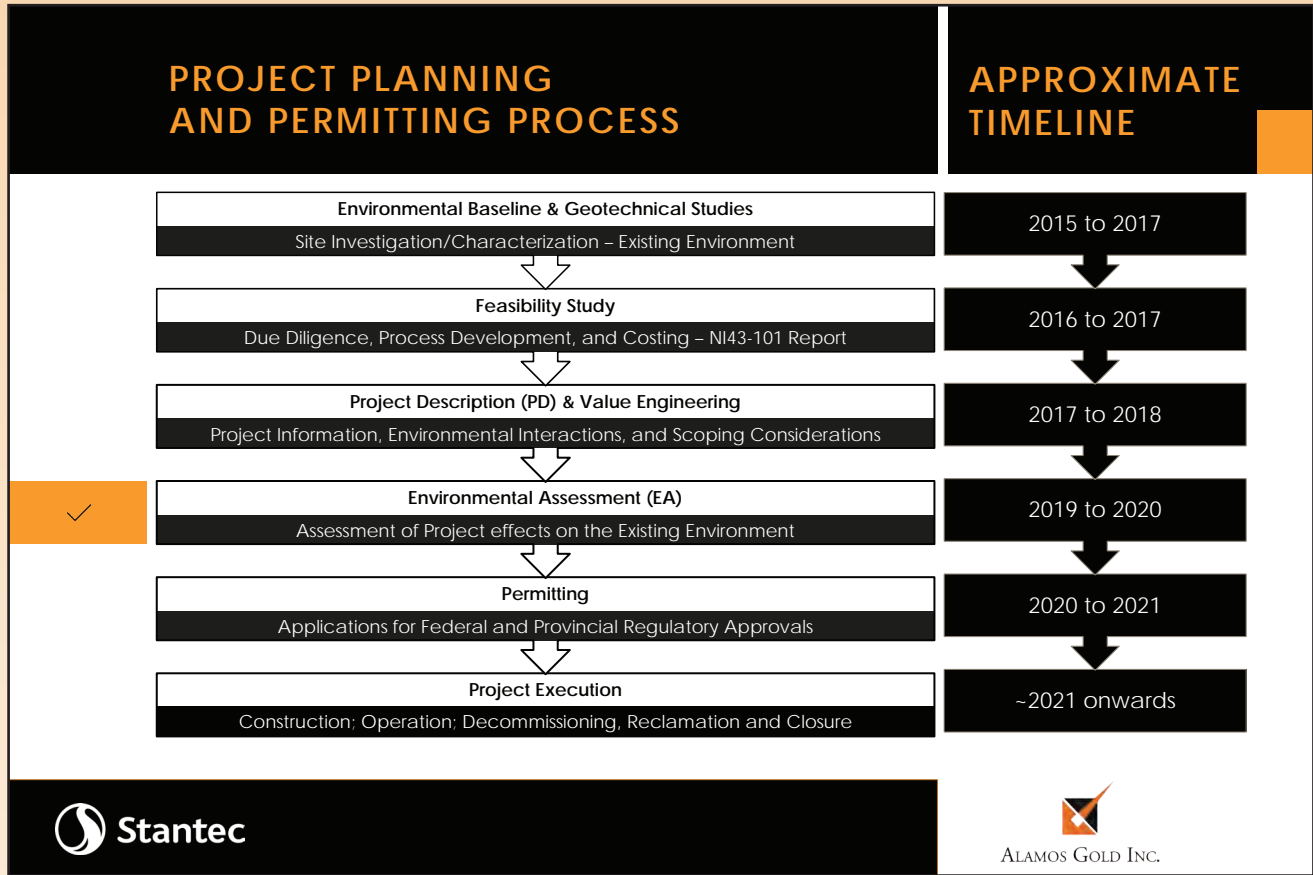 PROJECT PLANNING
AND PERMITTING PROCESS
APPROXIMATE
TIMELINE
Environmental Baseline & Geotechnical Studies
Site Investigation/Characterization – Existing Environment
2015 to 2017
Feasibility Study
Due Diligence, Process Development, and Costing – NI43-101 Report
2016 to 2017
Project Description (PD) & Value Engineering
Project Information, Environmental Interactions, and Scoping Considerations
2017 to 2018
Environmental Assessment (EA)
Assessment of Project effects on the Existing Environment
2019 to 2020
Permitting
Applications for Federal and Provincial Regulatory Approvals
2020 to 2021
Project Execution
Construction; Operation; Decommissioning, Reclamation and Closure
~2021 onwards
Stantec
ALAMOS GOLD INC.